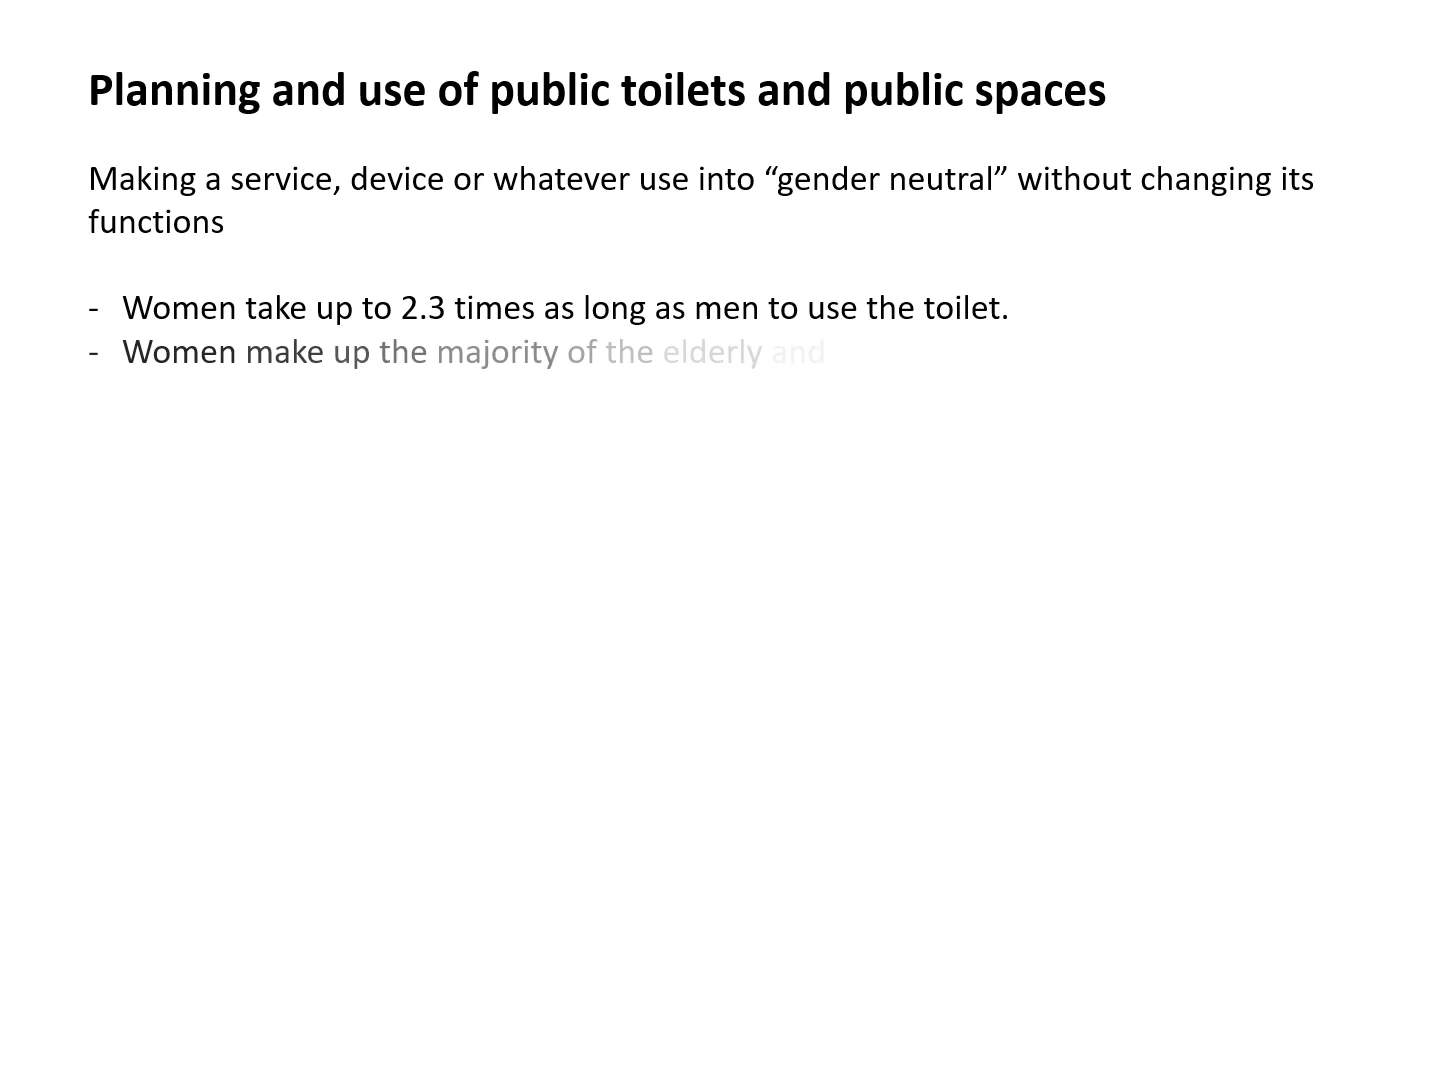 Planning and use of public toilets and public spaces
Making a service, device or whatever use into “gender neutral” without changing its
functions
- Women take up to 2.3 times as long as men to use the toilet.
- Women make up the majority of the elderly and